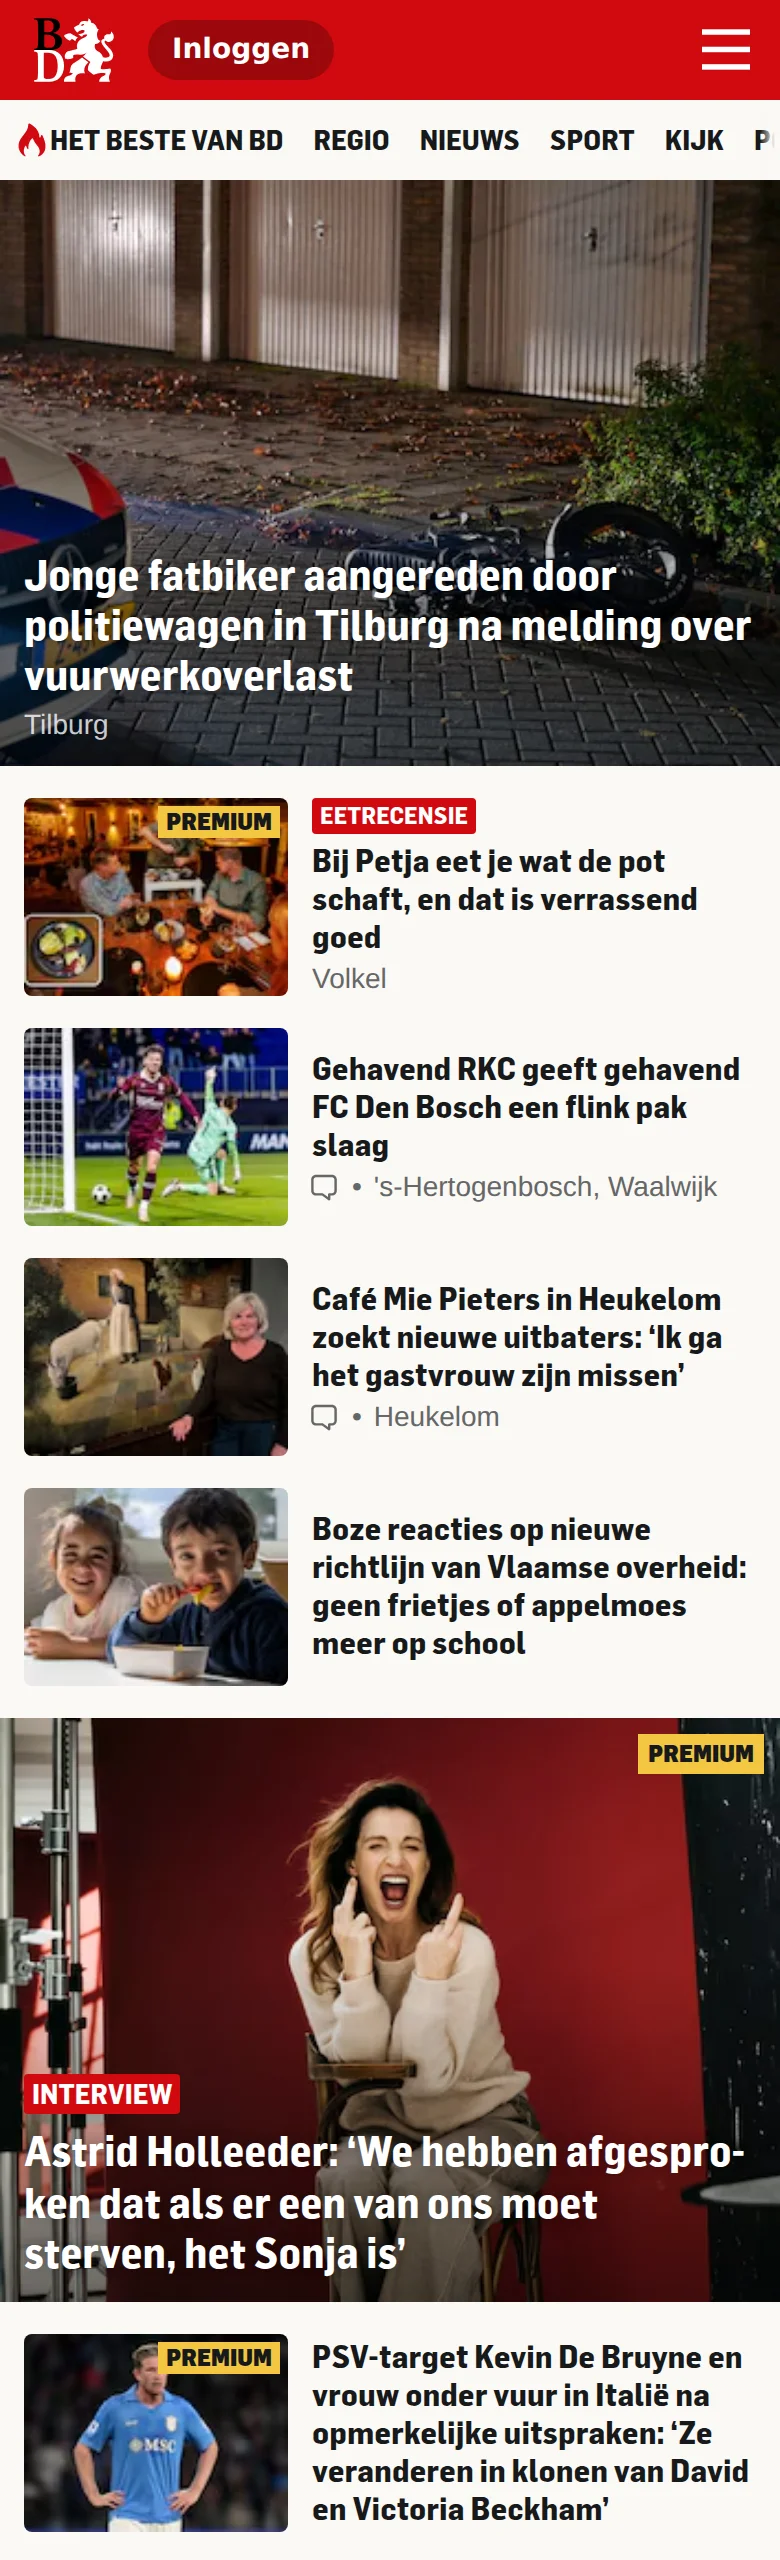 B
D
Inloggen
HET BESTE VAN BD REGIO NIEUWS SPORT KIJK
Jonge fatbiker aangereden door
politiewagen in Tilburg na melding over
vuurwerkoverlast
Tilburg
PREMIUM
EETRECENSIE
Bij Petja eet je wat de pot
schaft, en dat is verrassend
goed
Volkel
Gehavend RKC geeft gehavend
FC Den Bosch een flink pak
slaag
• 's-Hertogenbosch, Waalwijk
Café Mie Pieters in Heukelom
zoekt nieuwe uitbaters: ‘Ik ga
het gastvrouw zijn missen’
• Heukelom
Boze reacties op nieuwe
richtlijn van Vlaamse overheid:
geen frietjes of appelmoes
meer op school
PREMIUM
INTERVIEW
Astrid Holleeder: ‘We hebben afgespro-
ken dat als er een van ons moet
sterven, het Sonja is’
PREMIUM
MSC
PSV-target Kevin De Bruyne en
vrouw onder vuur in Italië na
opmerkelijke uitspraken: ‘Ze
veranderen in klonen van David
en Victoria Beckham’